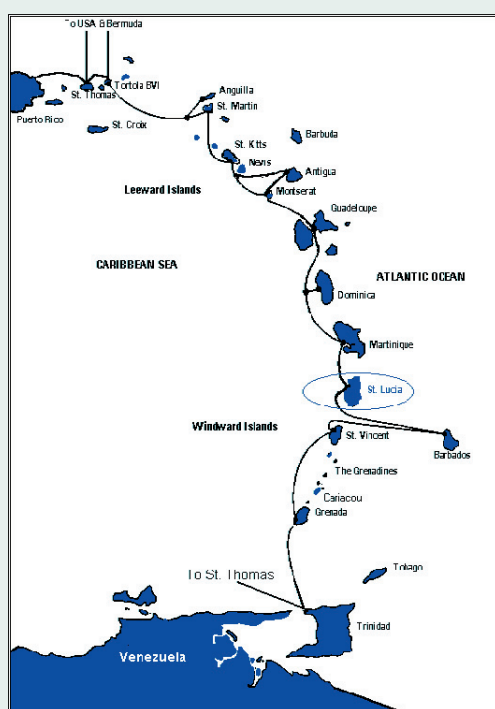 To USA & Bermuda
Tortola BVI
St. Thomas
Anguilla
St. Martin
Puerto Rico
St. Croix
Barbuda
St. Kitts
Nevis
Antigua
Leeward Islands
Montserat
Guadeloupe
CARIBBEAN SEA
ATLANTIC OCEAN
Dominica
Martinique
St. Lucia
Windward Islands
St. Vincent
Barbados
The Grenadines
Cariacou
Grenada
To St. Thomas
Tobago
Trinidad
Venezuela